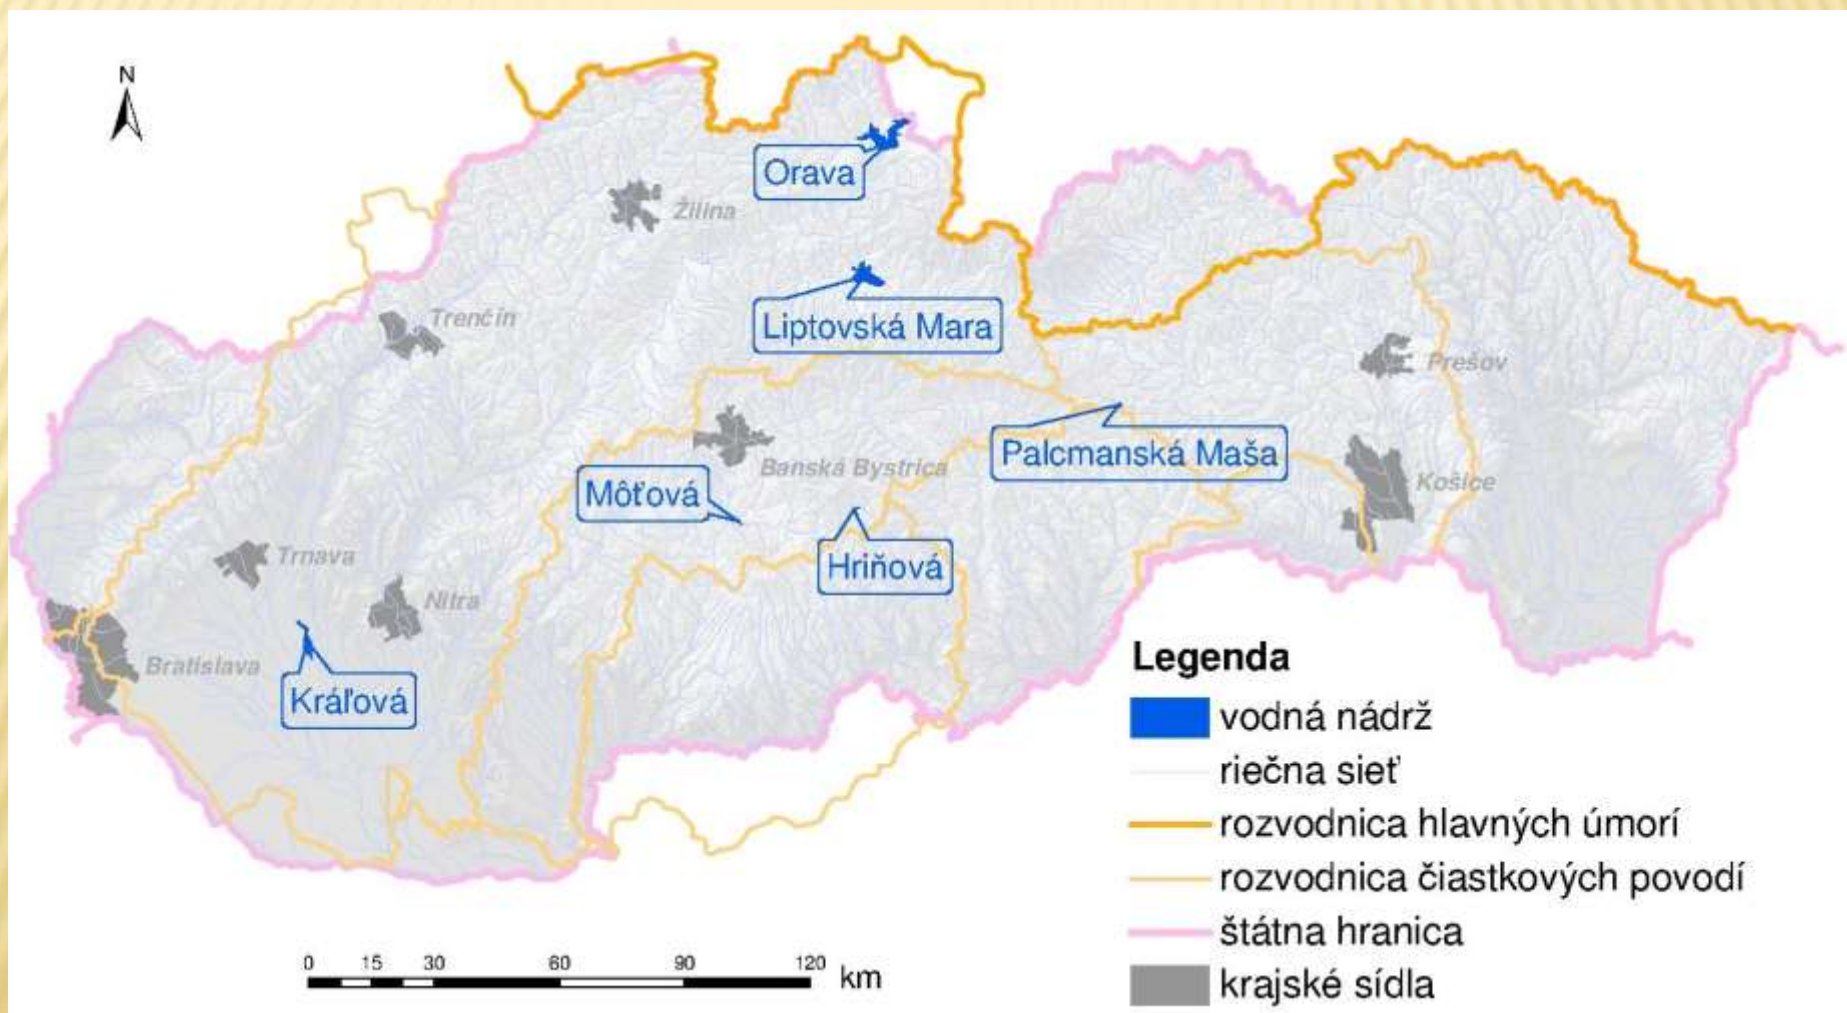 N
Orava
Žilina
Liptovská Mara
Trenčín
Prešov
Palcmanská Maša
Banská Bystrica
Košice
Môťová
Hriňová
Trnava
Nitra
Bratislava
Kráľová
Legenda
vodná nádrž
riečna sieť
rozvodnica hlavných úmorí
rozvodnica čiastkových povodí
štátna hranica
krajské sídla
0 15 30 60 90 120 km